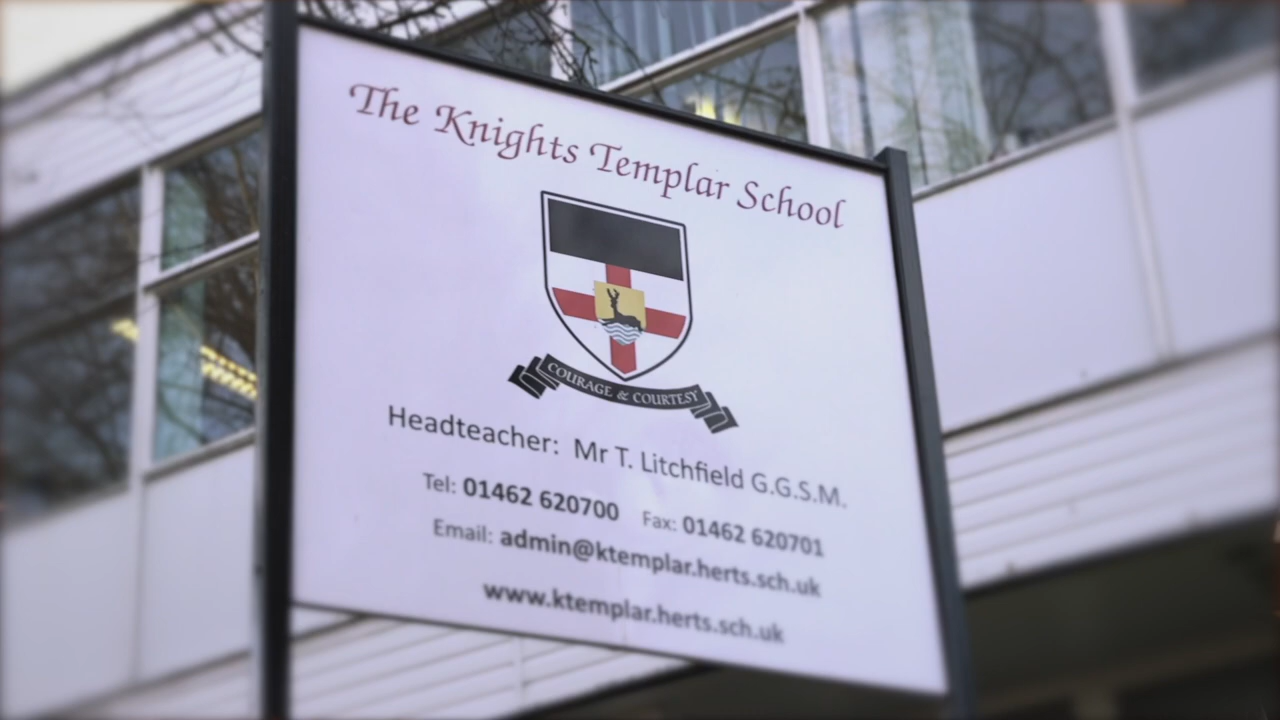 The Knights Templar School
COURAGE & COURTESY
Headteacher: Mr T. Litchfield G.G.S.M.
Tel: 01462 620700 Fax: 01462 620701
Email: admin@ktemplar.herts.sch.uk
www.ktemplar.herts.sch.uk